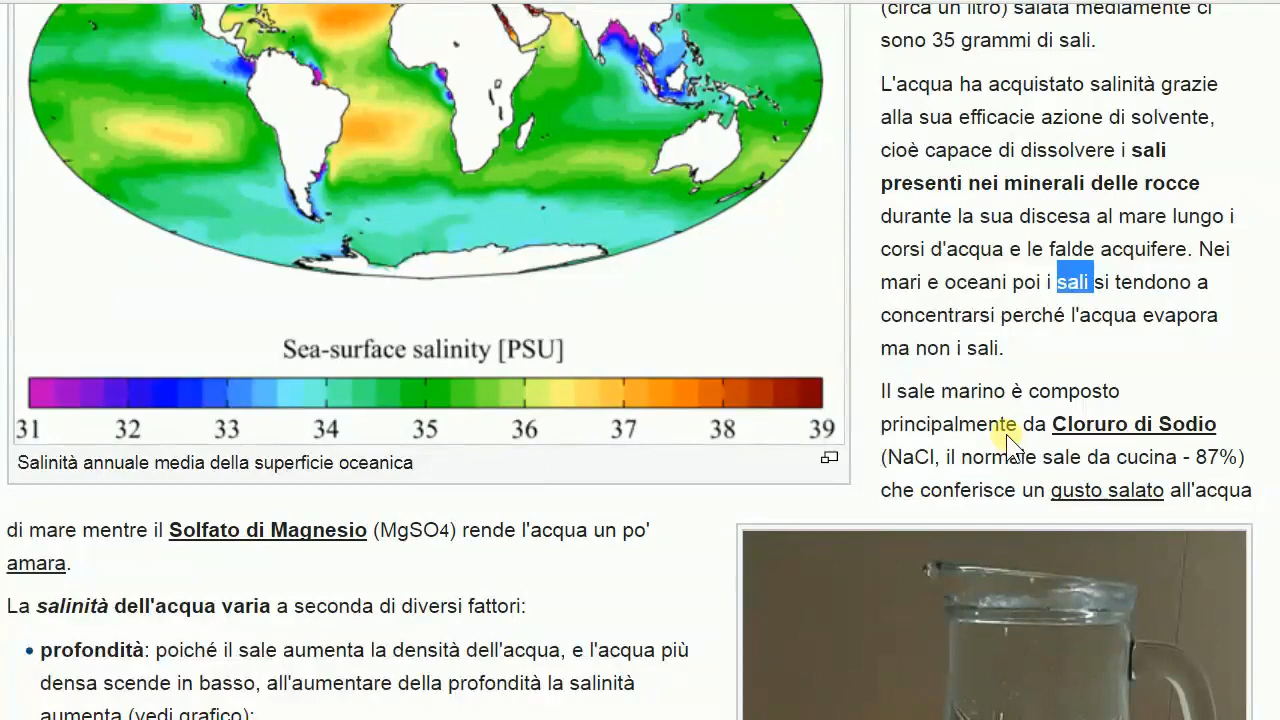 (circa un litro) salata mediamente ci
sono 35 grammi di sali.
L'acqua ha acquistato salinità grazie
alla sua efficacie azione di solvente,
cioè capace di dissolvere i sali
presenti nei minerali delle rocce
durante la sua discesa al mare lungo i
corsi d'acqua e le falde acquifere. Nei
mari e oceani poi i sali si tendono a
concentrarsi perché l'acqua evapora
ma non i sali.
Sea-surface salinity [PSU]
31 32 33 34 35 36 37 38 39
Salinità annuale media della superficie oceanica
Il sale marino è composto
principalmente da Cloruro di Sodio
(NaCl, il normale sale da cucina - 87%)
che conferisce un gusto salato all'acqua
di mare mentre il Solfato di Magnesio (MgSO4) rende l'acqua un po'
amara.
La salinità dell'acqua varia a seconda di diversi fattori:
• profondità: poiché il sale aumenta la densità dell'acqua, e l'acqua più
densa scende in basso, all'aumentare della profondità la salinità
aumenta (vedi grafico);